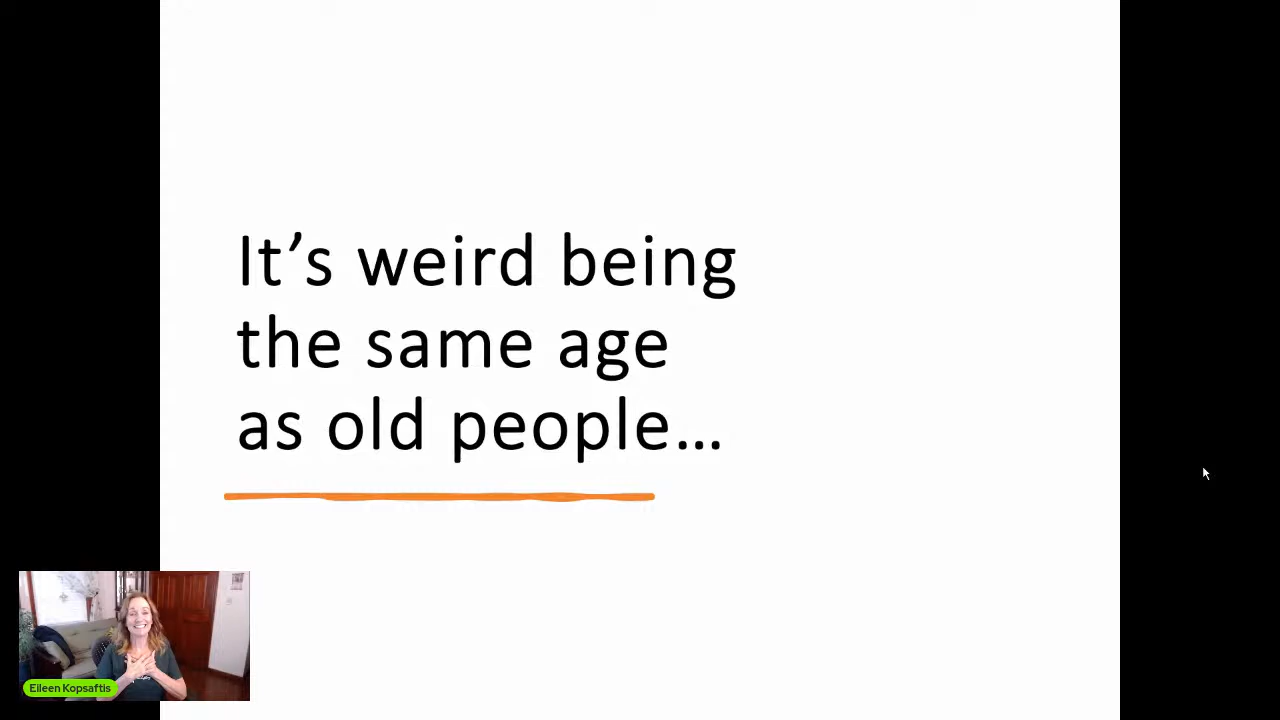 It’s weird being
the same age
as old people…
Eileen Kopsaftis